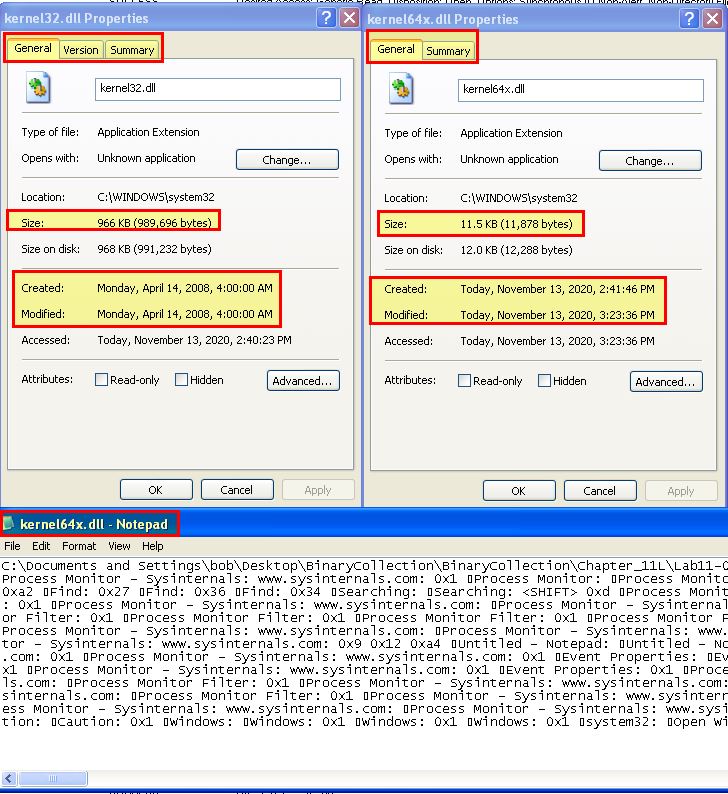 kernel32.dll Properties
General Version Summary
kernel32.dll
Type of file: Application Extension
Opens with: Unknown application Change...
Location: C:\WINDOWS\system32
Size: 966 KB (989,696 bytes)
Size on disk: 968 KB (991,232 bytes)
Created: Monday, April 14, 2008, 4:00:00 AM
Modified: Monday, April 14, 2008, 4:00:00 AM
Accessed: Today, November 13, 2020, 2:40:23 PM
Attributes: Read-only Hidden Advanced...
OK Cancel Apply
kernel64x.dll Properties
General Summary
kernel64x.dll
Type of file: Application Extension
Opens with: Unknown application Change...
Location: C:\WINDOWS\system32
Size: 11.5 KB (11,878 bytes)
Size on disk: 12.0 KB (12,288 bytes)
Created: Today, November 13, 2020, 2:41:46 PM
Modified: Today, November 13, 2020, 3:23:36 PM
Accessed: Today, November 13, 2020, 3:23:36 PM
Attributes: Read-only Hidden Advanced...
OK Cancel Apply
kernel64x.dll - Notepad
File Edit Format View Help
C:\Documents and Settings\bob\Desktop\BinaryCollection\BinaryCollection\Chapter_11L\Lab11-0
Process Monitor - Sysinternals: www.sysinternals.com: 0x1 Process Monitor: Process Monito
0xa2 Find: 0x27 Find: 0x36 Find: 0x34 Searching: Searching: <SHIFT> 0xd Process Monit
: 0x1 Process Monitor - Sysinternals: www.sysinternals.com: 0x1 Process Monitor - Sysinternal
or Filter: 0x1 Process Monitor Filter: 0x1 Process Monitor Filter: 0x1 Process Monitor F
Process Monitor - Sysinternals: www.sysinternals.com: 0x1 Process Monitor - Sysinternals: www.
tor - Sysinternals: www.sysinternals.com: 0x9 0x12 0xa4 Untitled - Notepad: Untitled - No
.com: 0x1 Process Monitor - Sysinternals: www.sysinternals.com: 0x1 Event Properties: Ev
x1 Process Monitor - Sysinternals: www.sysinternals.com: 0x1 Event Properties: 0x1 Proce
ls.com: Process Monitor Filter: 0x1 Process Monitor - Sysinternals: www.sysinternals.com
sinternals.com: Process Monitor Filter: 0x1 Process Monitor - Sysinternals: www.sysintern
rocess Monitor - Sysinternals: www.sysinternals.com: Process Monitor - Sysinternals: www.sysi
tion: Caution: 0x1 Windows: Windows: 0x1 Windows: 0x1 Windows: 0x1 system32: Open Wi